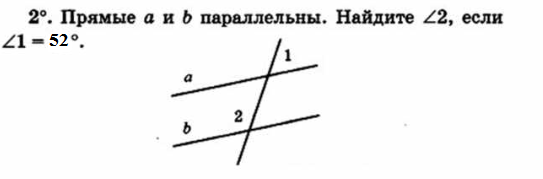 2°. Прямые a и b параллельны. Найдите ∠2, если
∠1 = 52°.
1
a
2
b